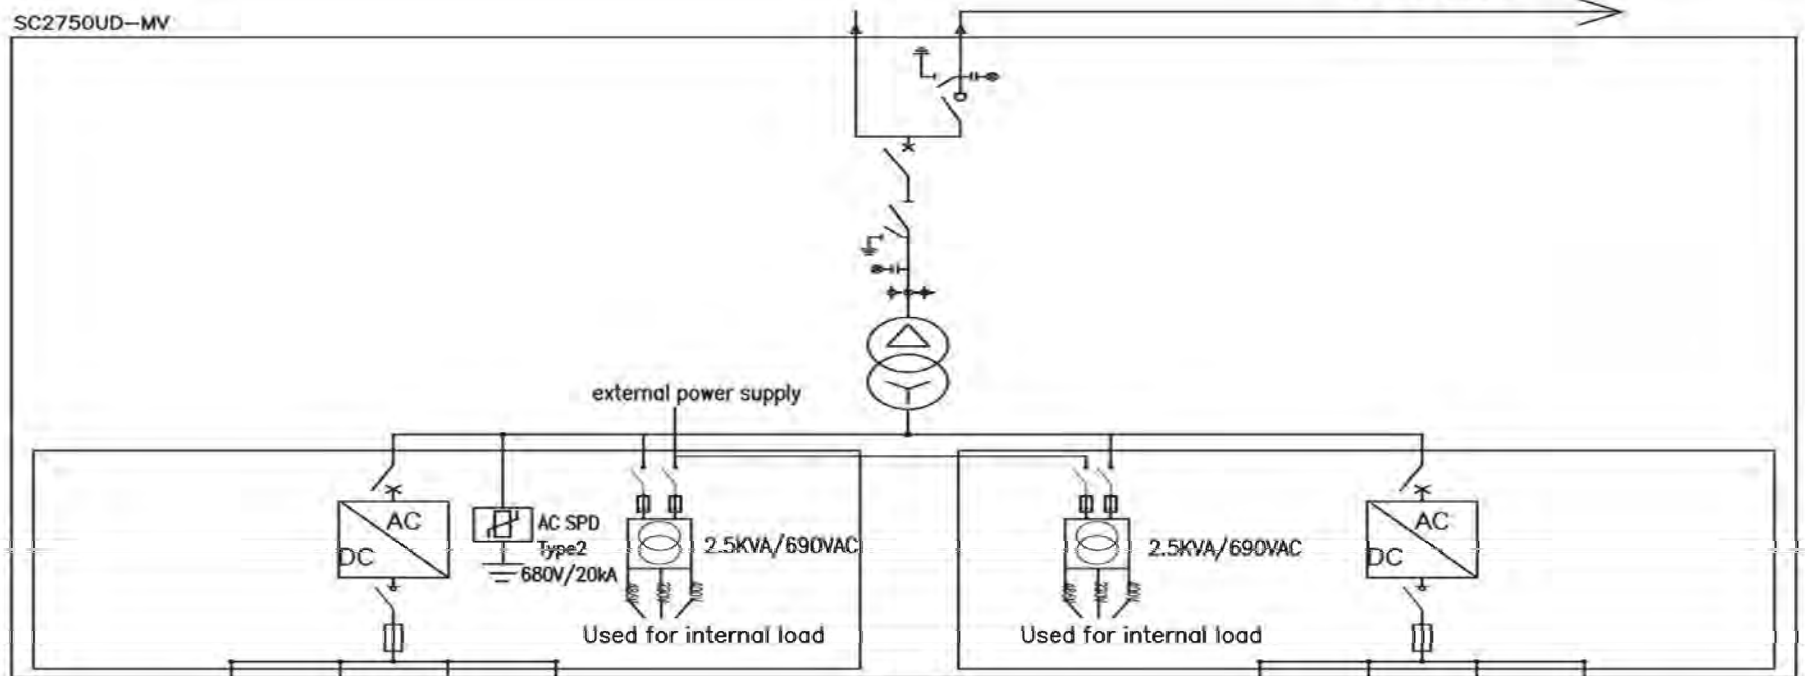 SC2750UD-MV
external power supply
AC
DC
AC SPD
Type2
680V/20kA
2.5KVA/690VAC
Used for internal load
2.5KVA/690VAC
Used for internal load
AC
DC